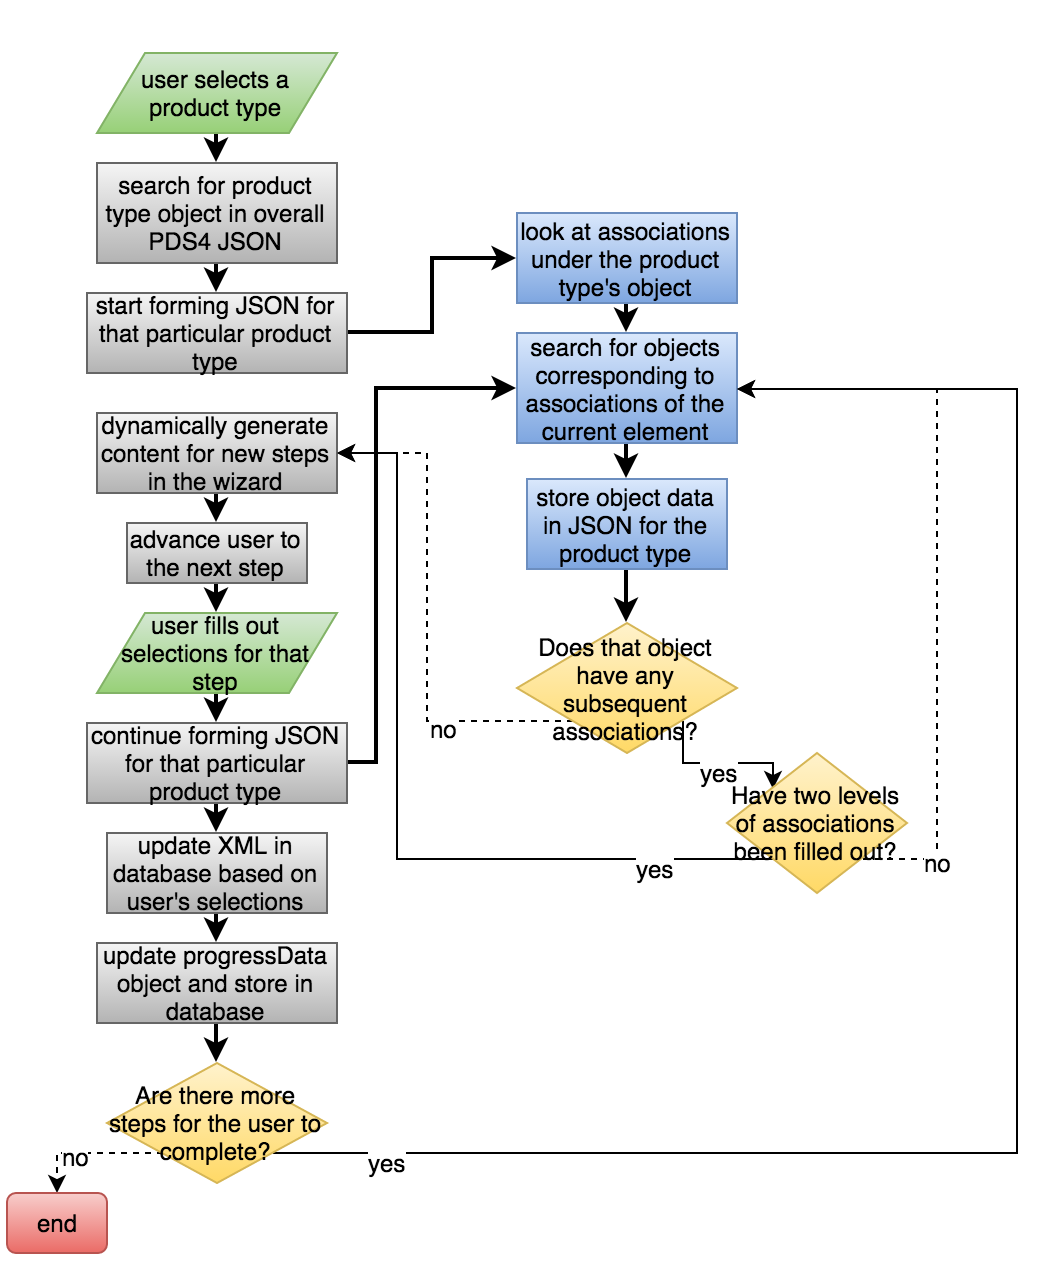 user selects a
product type
search for product
type object in overall
PDS4 JSON
start forming JSON for
that particular product
type
look at associations
under the product
type's object
search for objects
corresponding to
associations of the
current element
store object data
in JSON for the
product type
Does that object
have any
subsequent
associations?
no
yes
Have two levels
of associations
been filled out?
yes
no
dynamically generate
content for new steps
in the wizard
advance user to
the next step
user fills out
selections for that
step
continue forming JSON
for that particular
product type
update XML in
database based on
user's selections
update progressData
object and store in
database
Are there more
steps for the user to
complete?
no
yes
end